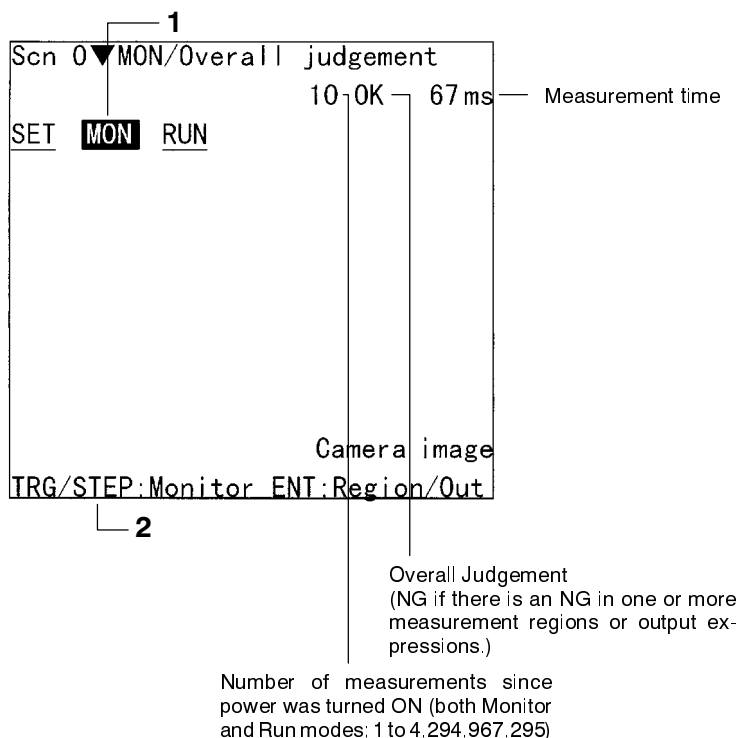 1
Scn 0▼MON/Overall judgement
10 OK 67ms
Measurement time
SET MON RUN
Camera image
TRG/STEP:Monitor ENT:Region/Out
2
Overall Judgement
(NG if there is an NG in one or more
measurement regions or output ex-
pressions.)
Number of measurements since
power was turned ON (both Monitor
and Run modes; 1 to 4,294,967,295)